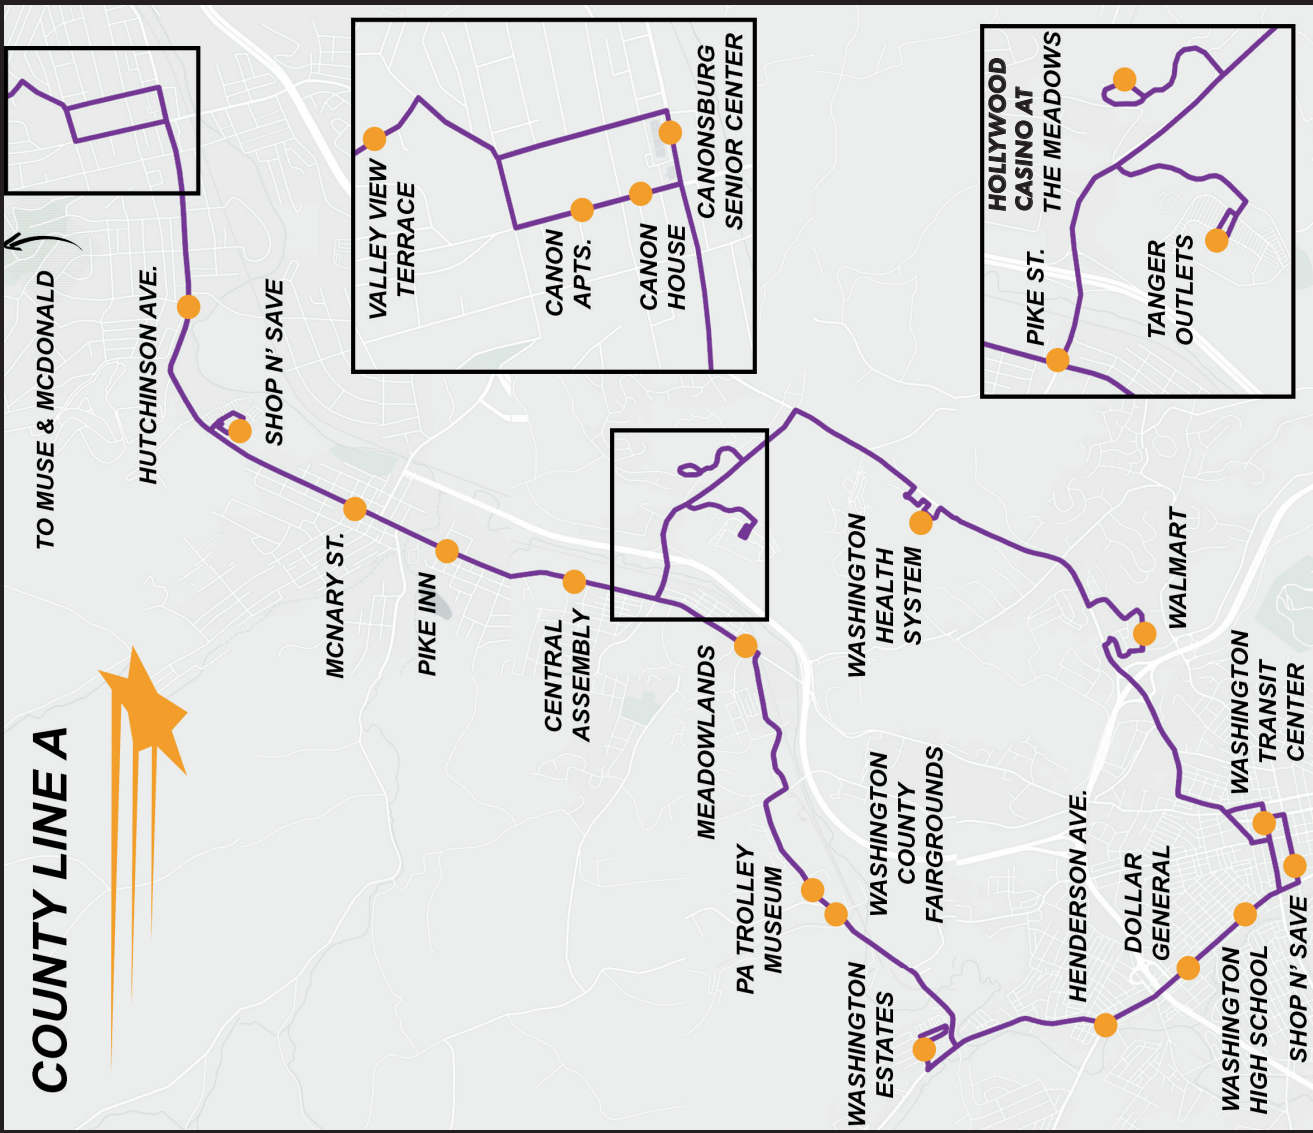 COUNTY LINE A
TO MUSE & MCDONALD
HUTCHINSON AVE.
SHOP N' SAVE
VALLEY VIEW
TERRACE
CANON
APTS.
CANON
HOUSE
CANONSBURG
SENIOR CENTER
MCNARY ST.
PIKE INN
CENTRAL
ASSEMBLY
MEADOWLANDS
HOLLYWOOD
CASINO AT
THE MEADOWS
PIKE ST.
TANGER
OUTLETS
PA TROLLEY
MUSEUM
WASHINGTON
COUNTY
FAIRGROUNDS
WASHINGTON
ESTATES
HENDERSON AVE.
DOLLAR
GENERAL
WASHINGTON
HIGH SCHOOL
SHOP N' SAVE
WASHINGTON
TRANSIT
CENTER
WALMART
WASHINGTON
HEALTH
SYSTEM